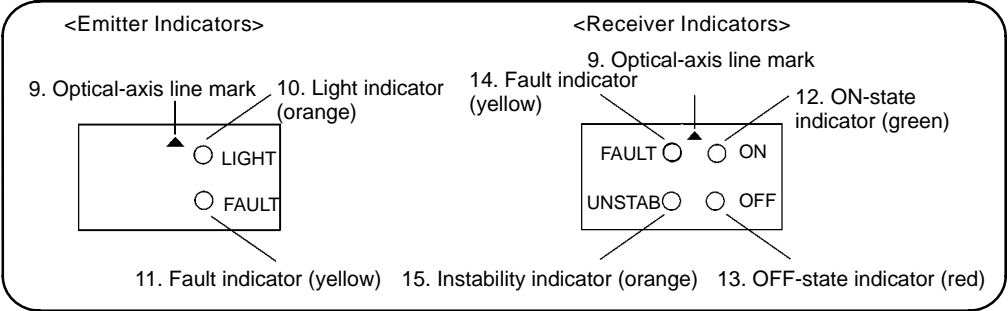 <Emitter Indicators>
9. Optical-axis line mark
10. Light indicator
(orange)
LIGHT
FAULT
11. Fault indicator (yellow)
<Receiver Indicators>
9. Optical-axis line mark
14. Fault indicator
(yellow)
12. ON-state
indicator (green)
FAULT
ON
UNSTAB
OFF
15. Instability indicator (orange)
13. OFF-state indicator (red)